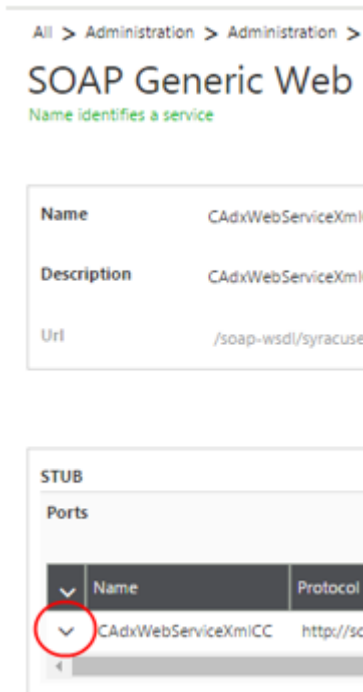 All > Administration > Administration >
SOAP Generic Web
Name identifies a service
Name CAdxWebServiceXml
Description CAdxWebServiceXml
Url /soap-wsdl/syracuse
STUB
Ports
Name Protocol
CAdxWebServiceXmlCC http://so